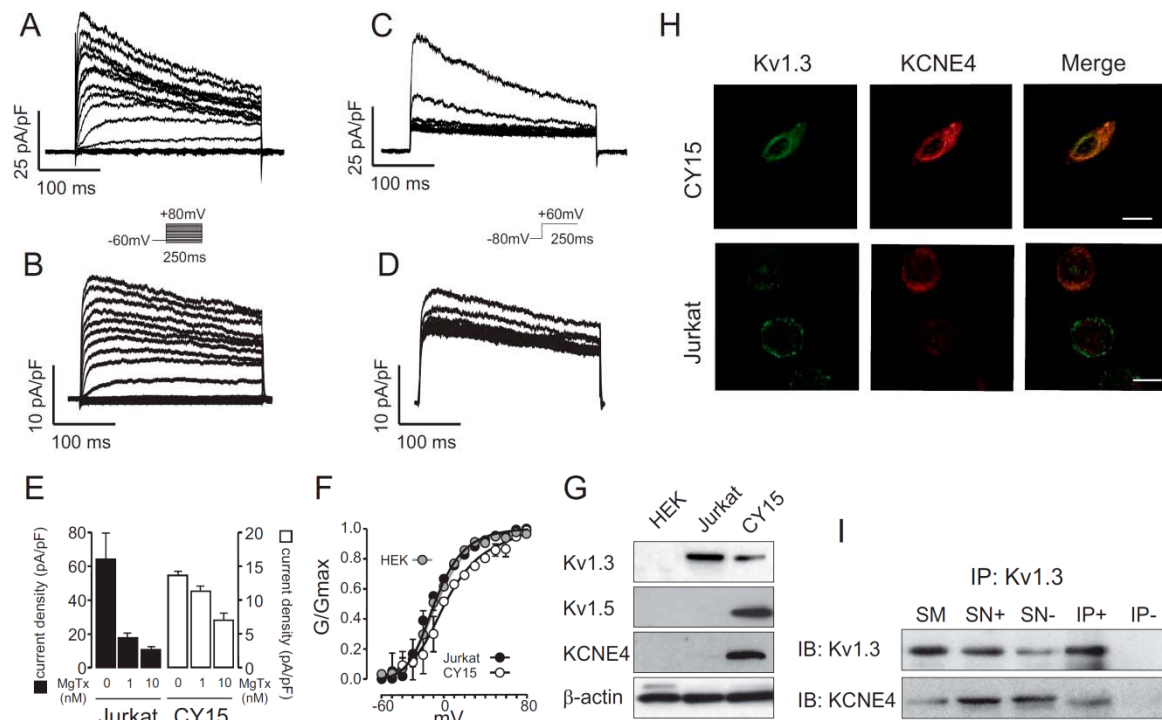 A
25 pA/pF
100 ms
+80mV
-60mV
250ms
B
10 pA/pF
100 ms
C
25 pA/pF
100 ms
+60mV
-80mV
250ms
D
10 pA/pF
100 ms
E
current density (pA/pF)
80
60
40
20
0
20
15
10
5
0
current density (pA/pF)
MgTx (nM)
0 1 10
0 1 10
MgTx (nM)
Jurkat CY15
F
G/Gmax
1.0
0.8
0.6
0.4
0.2
0.0
HEK
Jurkat
CY15
-60
0
80
mV
G
HEK Jurkat CY15
Kv1.3
Kv1.5
KCNE4
β-actin
H
Kv1.3 KCNE4 Merge
CY15
Jurkat
I
IP: Kv1.3
SM SN+ SN- IP+ IP-
IB: Kv1.3
IB: KCNE4